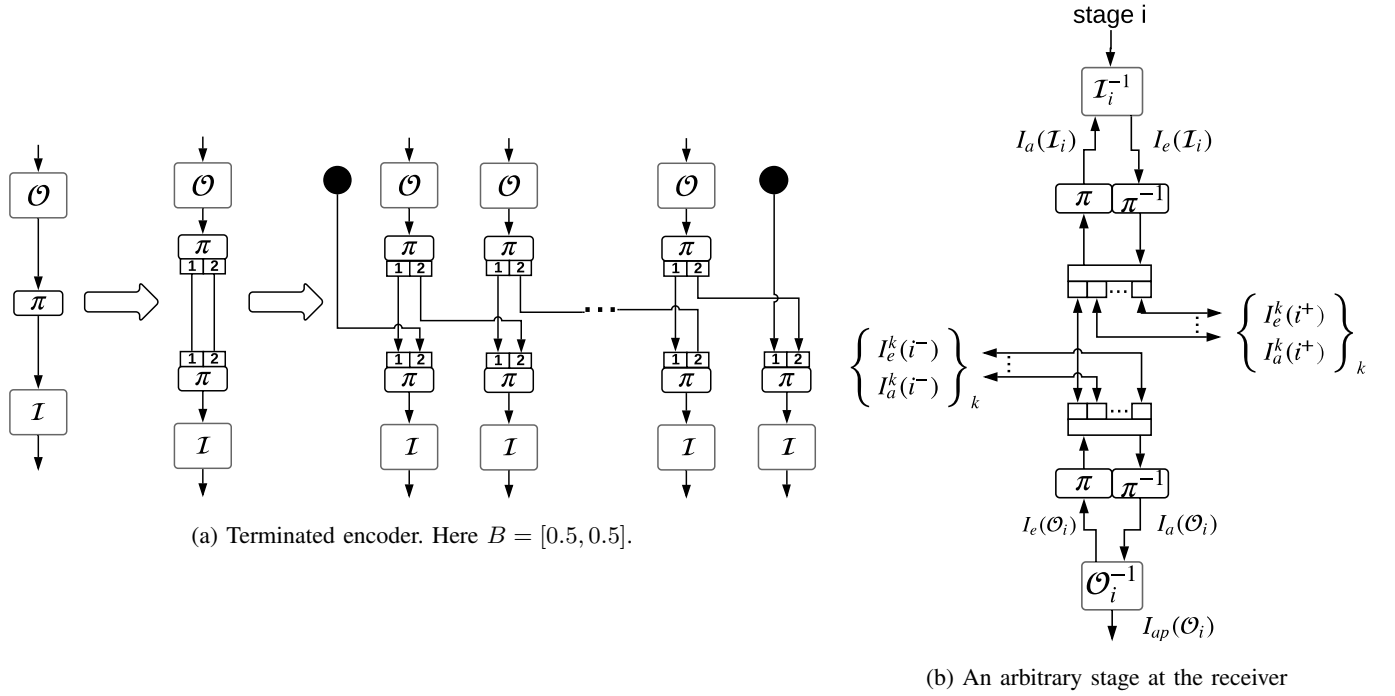 𝒪
π
ℐ
𝒪
π
1 2
1 2
π
ℐ
𝒪 𝒪 𝒪
π π π
1 2 1 2 1 2
...
1 2 1 2 1 2 1 2
π π π π
ℐ ℐ ℐ ℐ
(a) Terminated encoder. Here B = [0.5, 0.5].
stage i
ℐ_i^{-1}
I_a(ℐ_i) I_e(ℐ_i)
π π^{-1}
...
{ I_e^k(i^+)
I_a^k(i^+) }_k
{ I_e^k(i^-)
I_a^k(i^-) }_k
...
π π^{-1}
I_e(𝒪_i) I_a(𝒪_i)
𝒪_i^{-1}
I_{ap}(𝒪_i)
(b) An arbitrary stage at the receiver